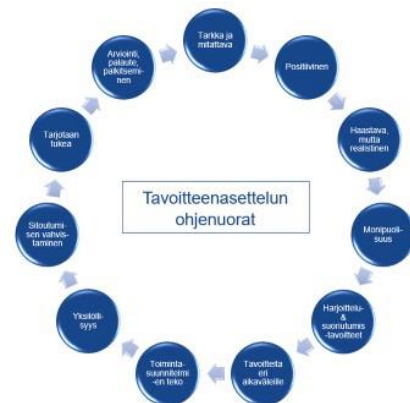 Tavoitteenasettelun
ohjenuorat
Tarkka ja
mitattava
Positiivinen
Haastava,
mutta
realistinen
Monipuoli-
suus
Harjoittelu-
& suoriutumis
-tavoitteet
Tavoitteita
eri
aikaväleille
Toiminta-
suunnitelmi
-en teko
Yksilölli-
syys
Sitoutumi-
sen vahvis-
taminen
Tarjotaan
tukea
Arviointi,
palaute,
palkitsemi-
nen